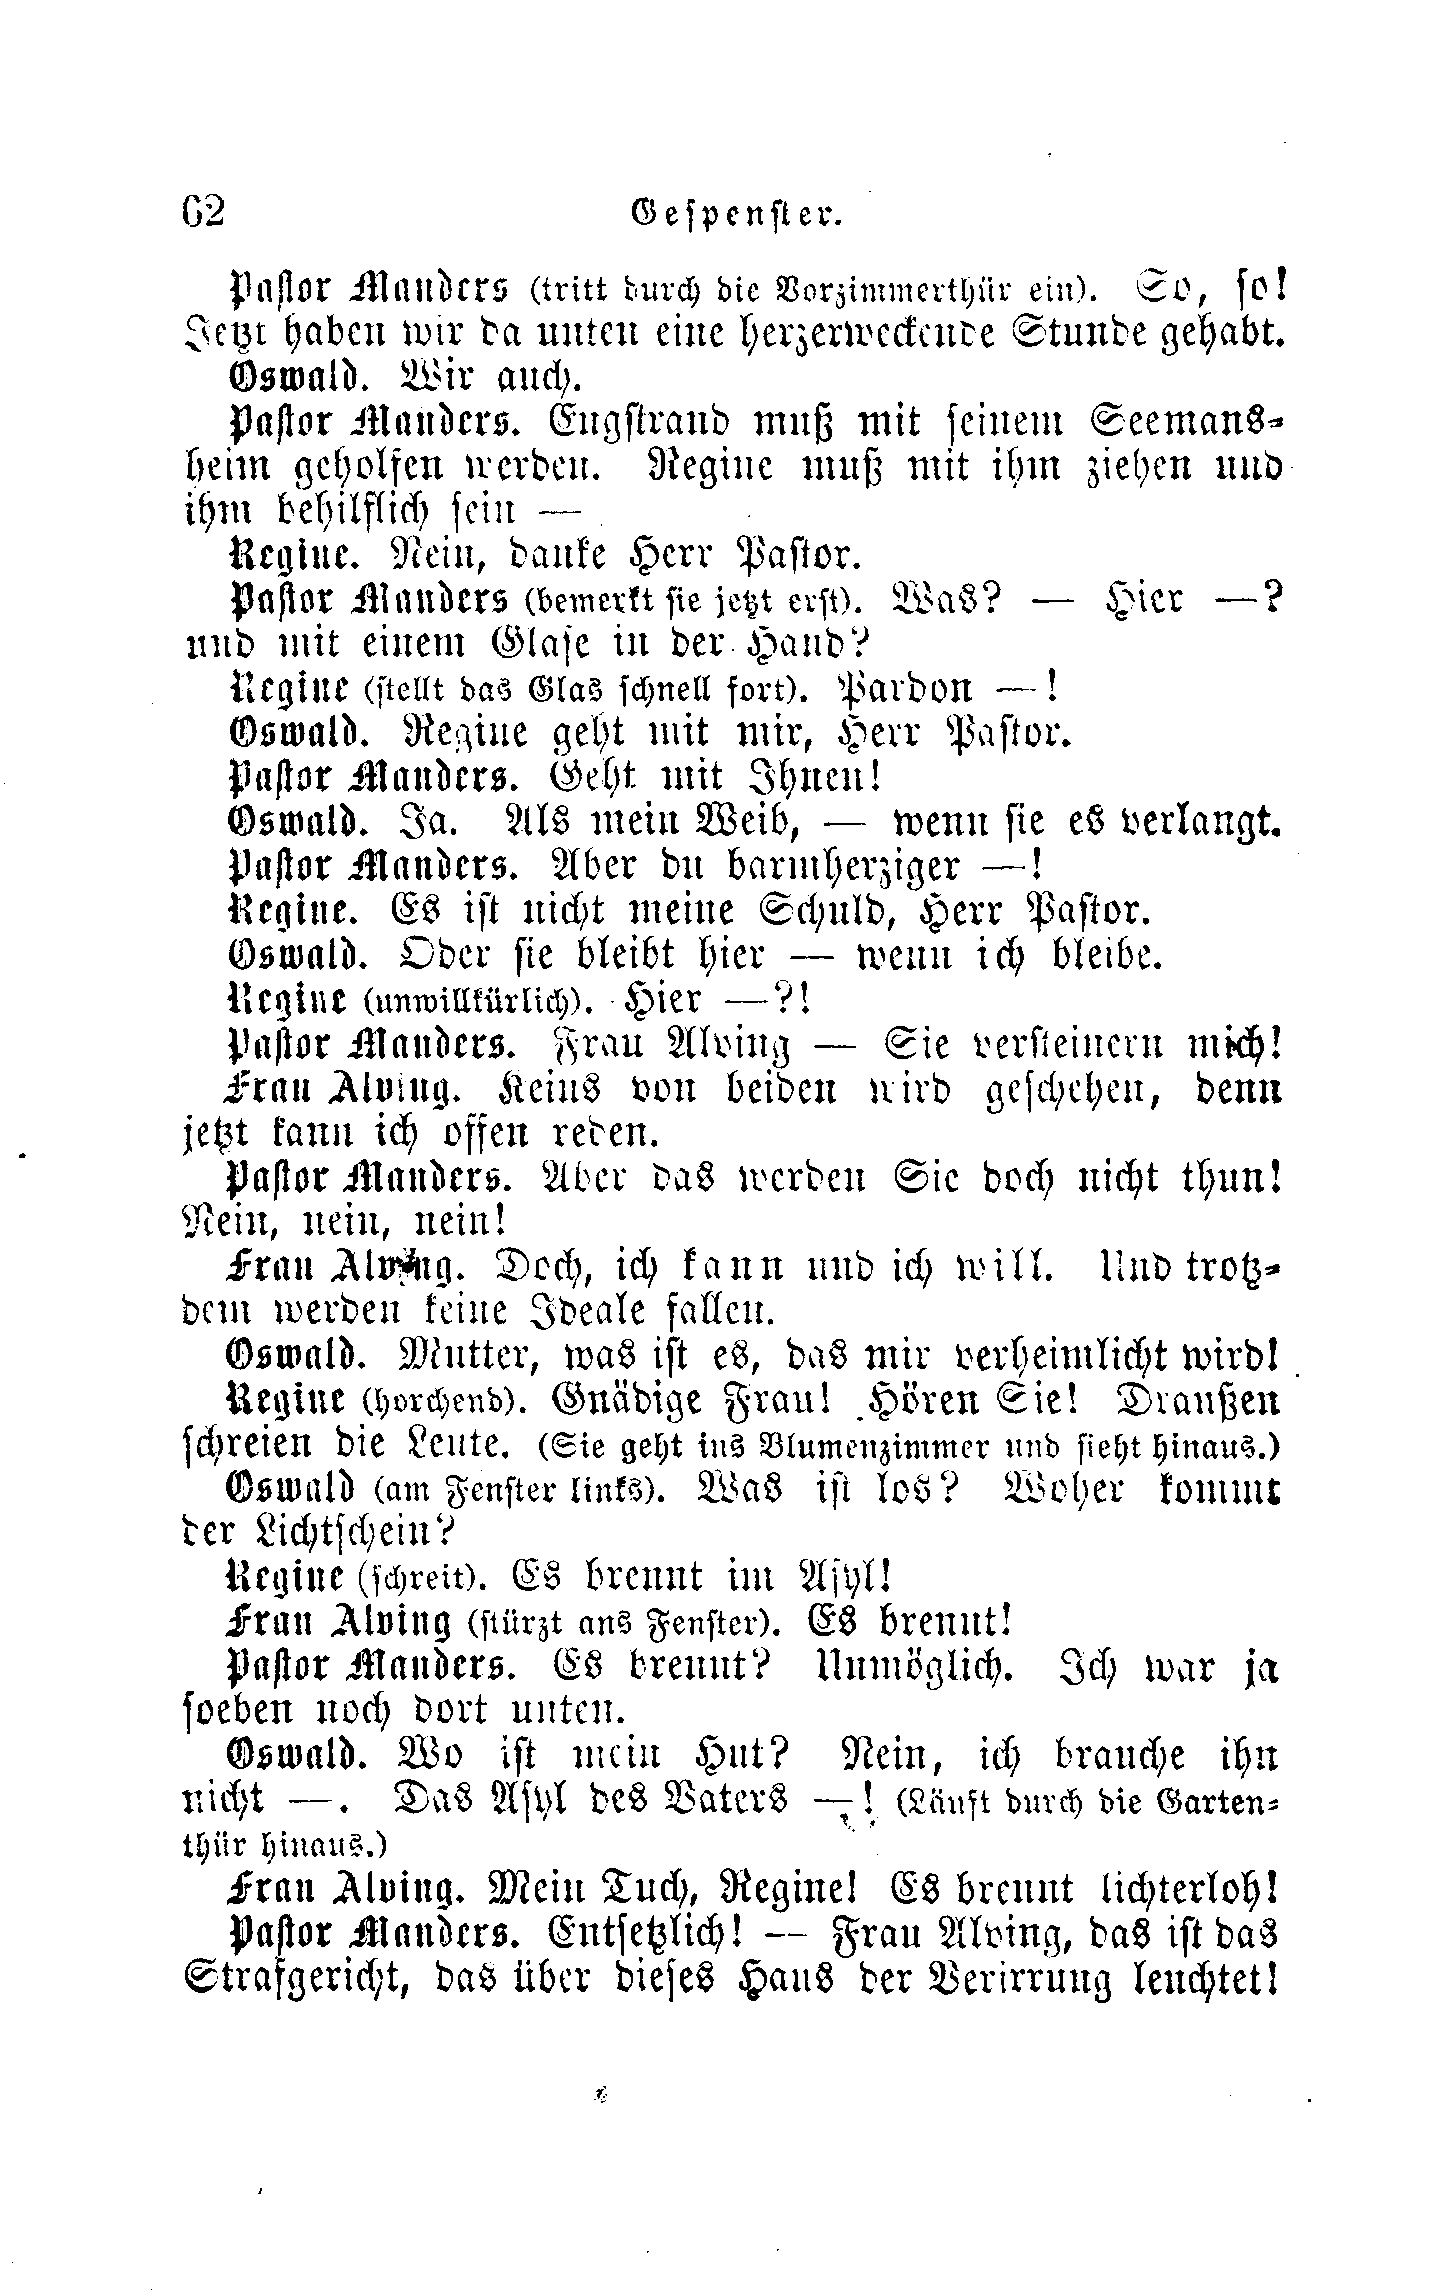 62 Gespenster.
Pastor Manders (tritt durch die Vorzimmerthür ein). So, so!
Jetzt haben wir da unten eine herzerweckende Stunde gehabt.
Oswald. Wir auch.
Pastor Manders. Engstrand muß mit seinem Seemans-
heim geholfen werden. Regine muß mit ihm ziehen und
ihm behilflich sein —
Regine. Nein, danke Herr Pastor.
Pastor Manders (bemerkt sie jetzt erst). Was? — Hier —?
und mit einem Glase in der Hand?
Regine (stellt das Glas schnell fort). Pardon —!
Oswald. Regine geht mit mir, Herr Pastor.
Pastor Manders. Geht mit Ihnen!
Oswald. Ja. Als mein Weib, — wenn sie es verlangt.
Pastor Manders. Aber du barmherziger —!
Regine. Es ist nicht meine Schuld, Herr Pastor.
Oswald. Oder sie bleibt hier — wenn ich bleibe.
Regine (unwillkürlich). Hier —?!
Pastor Manders. Frau Alving — Sie versteinern mich!
Frau Alving. Keins von beiden wird geschehen, denn
jetzt kann ich offen reden.
Pastor Manders. Aber das werden Sie doch nicht thun!
Nein, nein, nein!
Frau Alving. Doch, ich kann und ich will. Und trotz-
dem werden keine Ideale fallen.
Oswald. Mutter, was ist es, das mir verheimlicht wird!
Regine (horchend). Gnädige Frau! Hören Sie! Draußen
schreien die Leute. (Sie geht ins Blumenzimmer und sieht hinaus.)
Oswald (am Fenster links). Was ist los? Woher kommt
der Lichtschein?
Regine (schreit). Es brennt im Asyl!
Frau Alving (stürzt ans Fenster). Es brennt!
Pastor Manders. Es brennt? Unmöglich. Ich war ja
soeben noch dort unten.
Oswald. Wo ist mein Hut? Nein, ich brauche ihn
nicht —. Das Asyl des Vaters —! (Läuft durch die Garten-
thür hinaus.)
Frau Alving. Mein Tuch, Regine! Es brennt lichterloh!
Pastor Manders. Entsetzlich! — Frau Alving, das ist das
Strafgericht, das über dieses Haus der Verirrung leuchtet!